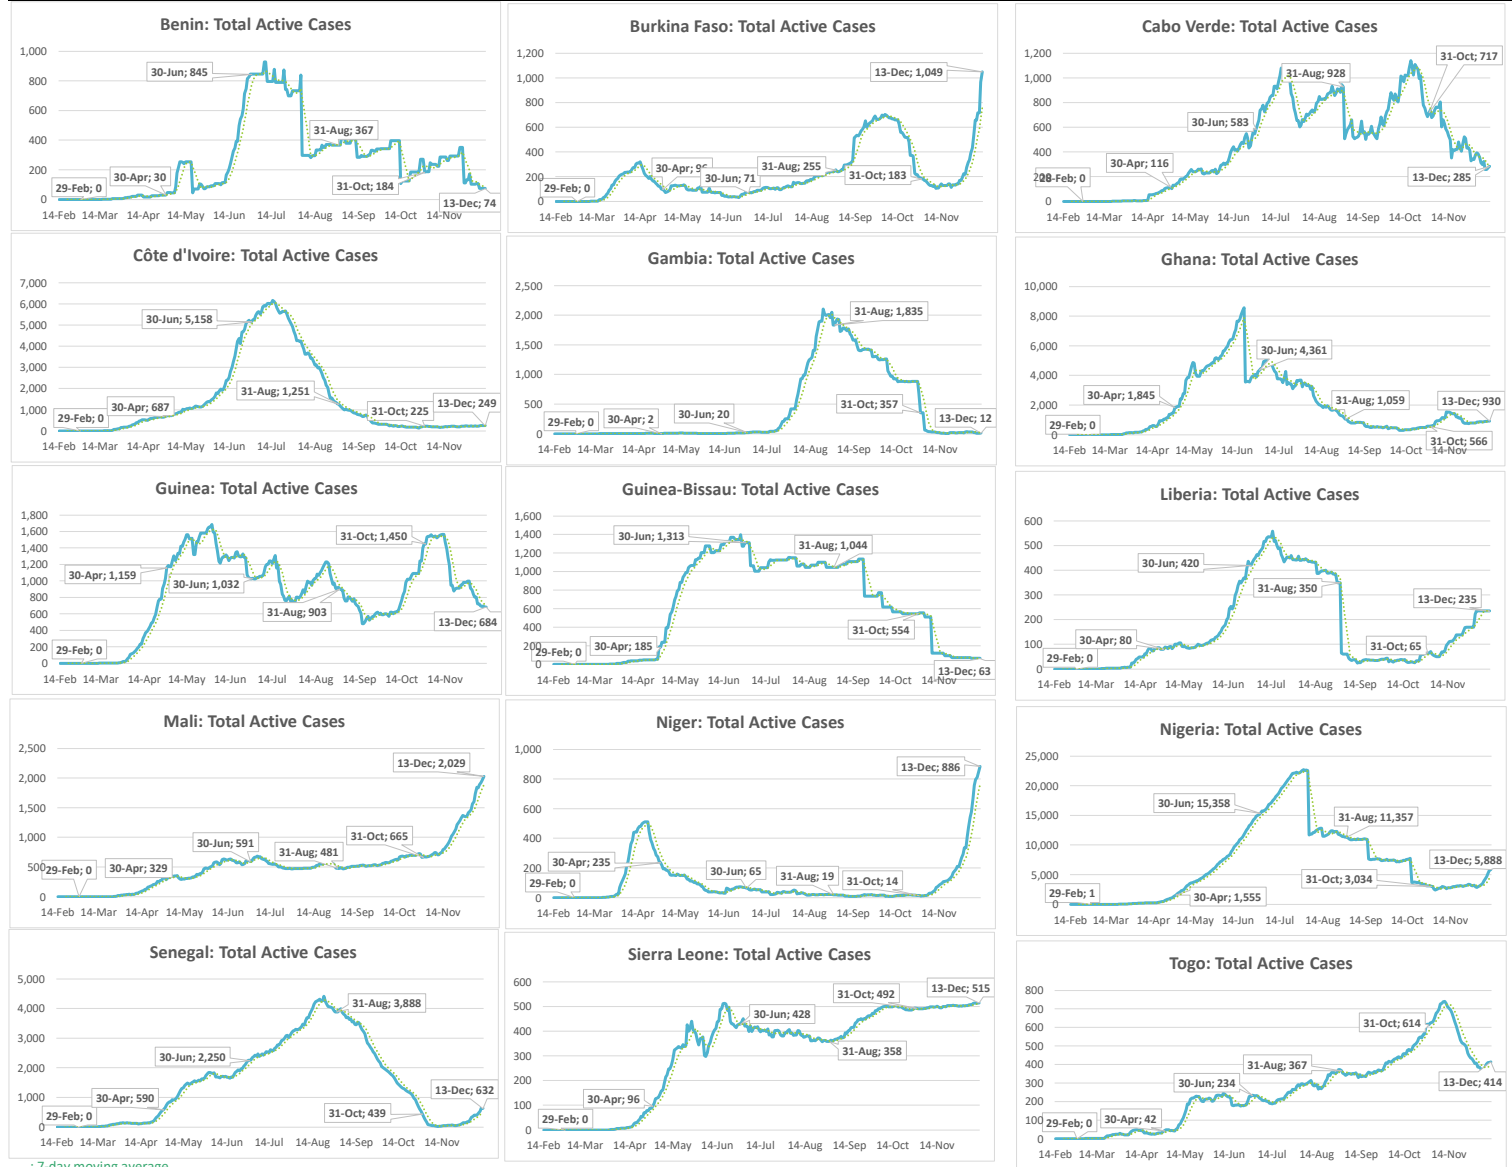 Benin: Total Active Cases
1,000
800
600
400
200
0
30-Jun; 845
31-Aug; 367
30-Apr; 30
29-Feb; 0
31-Oct; 184
13-Dec; 74
14-Feb 14-Mar 14-Apr 14-May 14-Jun 14-Jul 14-Aug 14-Sep 14-Oct 14-Nov
Burkina Faso: Total Active Cases
1,200
1,000
800
600
400
200
0
13-Dec; 1,049
30-Apr; 96
31-Aug; 255
29-Feb; 0
30-Jun; 71
31-Oct; 183
14-Feb 14-Mar 14-Apr 14-May 14-Jun 14-Jul 14-Aug 14-Sep 14-Oct 14-Nov
Cabo Verde: Total Active Cases
1,200
1,000
800
600
400
200
0
31-Oct; 717
31-Aug; 928
30-Jun; 583
30-Apr; 116
28-Feb; 0
13-Dec; 285
14-Feb 14-Mar 14-Apr 14-May 14-Jun 14-Jul 14-Aug 14-Sep 14-Oct 14-Nov
Côte d'Ivoire: Total Active Cases
7,000
6,000
5,000
4,000
3,000
2,000
1,000
0
30-Jun; 5,158
31-Aug; 1,251
30-Apr; 687
29-Feb; 0
31-Oct; 225
13-Dec; 249
14-Feb 14-Mar 14-Apr 14-May 14-Jun 14-Jul 14-Aug 14-Sep 14-Oct 14-Nov
Gambia: Total Active Cases
2,500
2,000
1,500
1,000
500
0
31-Aug; 1,835
31-Oct; 357
29-Feb; 0
30-Apr; 2
30-Jun; 20
13-Dec; 12
14-Feb 14-Mar 14-Apr 14-May 14-Jun 14-Jul 14-Aug 14-Sep 14-Oct 14-Nov
Ghana: Total Active Cases
10,000
8,000
6,000
4,000
2,000
0
30-Jun; 4,361
30-Apr; 1,845
31-Aug; 1,059
13-Dec; 930
29-Feb; 0
31-Oct; 566
14-Feb 14-Mar 14-Apr 14-May 14-Jun 14-Jul 14-Aug 14-Sep 14-Oct 14-Nov
Guinea: Total Active Cases
1,800
1,600
1,400
1,200
1,000
800
600
400
200
0
31-Oct; 1,450
30-Apr; 1,159
30-Jun; 1,032
31-Aug; 903
29-Feb; 0
13-Dec; 684
14-Feb 14-Mar 14-Apr 14-May 14-Jun 14-Jul 14-Aug 14-Sep 14-Oct 14-Nov
Guinea-Bissau: Total Active Cases
1,600
1,400
1,200
1,000
800
600
400
200
0
30-Jun; 1,313
31-Aug; 1,044
31-Oct; 554
30-Apr; 185
29-Feb; 0
13-Dec; 63
14-Feb 14-Mar 14-Apr 14-May 14-Jun 14-Jul 14-Aug 14-Sep 14-Oct 14-Nov
Liberia: Total Active Cases
600
500
400
300
200
100
0
30-Jun; 420
31-Aug; 350
13-Dec; 235
30-Apr; 80
29-Feb; 0
31-Oct; 65
14-Feb 14-Mar 14-Apr 14-May 14-Jun 14-Jul 14-Aug 14-Sep 14-Oct 14-Nov
Mali: Total Active Cases
2,500
2,000
1,500
1,000
500
0
13-Dec; 2,029
30-Jun; 591
31-Oct; 665
31-Aug; 481
30-Apr; 329
29-Feb; 0
14-Feb 14-Mar 14-Apr 14-May 14-Jun 14-Jul 14-Aug 14-Sep 14-Oct 14-Nov
Niger: Total Active Cases
1,000
800
600
400
200
0
13-Dec; 886
30-Apr; 235
30-Jun; 65
31-Aug; 19
31-Oct; 14
29-Feb; 0
14-Feb 14-Mar 14-Apr 14-May 14-Jun 14-Jul 14-Aug 14-Sep 14-Oct 14-Nov
Nigeria: Total Active Cases
25,000
20,000
15,000
10,000
5,000
0
30-Jun; 15,358
31-Aug; 11,357
13-Dec; 5,888
31-Oct; 3,034
29-Feb; 1
30-Apr; 1,555
14-Feb 14-Mar 14-Apr 14-May 14-Jun 14-Jul 14-Aug 14-Sep 14-Oct 14-Nov
Senegal: Total Active Cases
5,000
4,000
3,000
2,000
1,000
0
31-Aug; 3,888
30-Jun; 2,250
30-Apr; 590
13-Dec; 632
29-Feb; 0
31-Oct; 439
14-Feb 14-Mar 14-Apr 14-May 14-Jun 14-Jul 14-Aug 14-Sep 14-Oct 14-Nov
Sierra Leone: Total Active Cases
600
500
400
300
200
100
0
31-Oct; 492
13-Dec; 515
30-Jun; 428
31-Aug; 358
30-Apr; 96
29-Feb; 0
14-Feb 14-Mar 14-Apr 14-May 14-Jun 14-Jul 14-Aug 14-Sep 14-Oct 14-Nov
Togo: Total Active Cases
800
700
600
500
400
300
200
100
0
31-Oct; 614
31-Aug; 367
30-Jun; 234
13-Dec; 414
30-Apr; 42
29-Feb; 0
14-Feb 14-Mar 14-Apr 14-May 14-Jun 14-Jul 14-Aug 14-Sep 14-Oct 14-Nov
: 7-day moving average